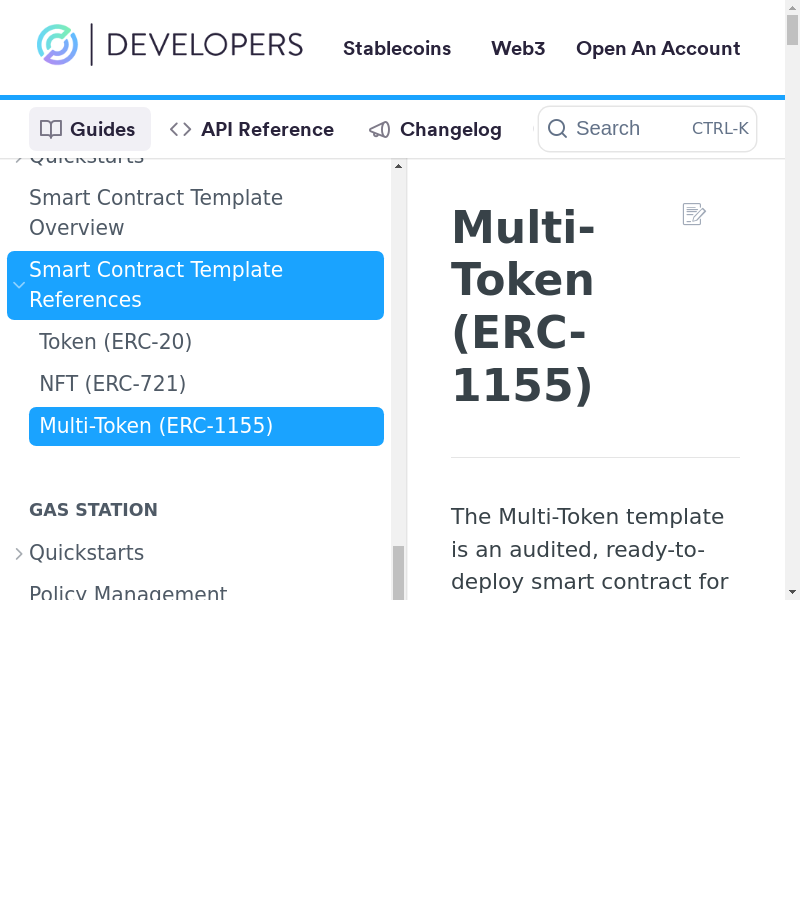 DEVELOPERS
Stablecoins
Web3
Open An Account
Guides
API Reference
Changelog
Search
CTRL-K
Quickstarts
Smart Contract Template
Overview
Smart Contract Template
References
Token (ERC-20)
NFT (ERC-721)
Multi-Token (ERC-1155)
GAS STATION
Quickstarts
Policy Management
Multi-
Token
(ERC-
1155)
The Multi-Token template
is an audited, ready-to-
deploy smart contract for